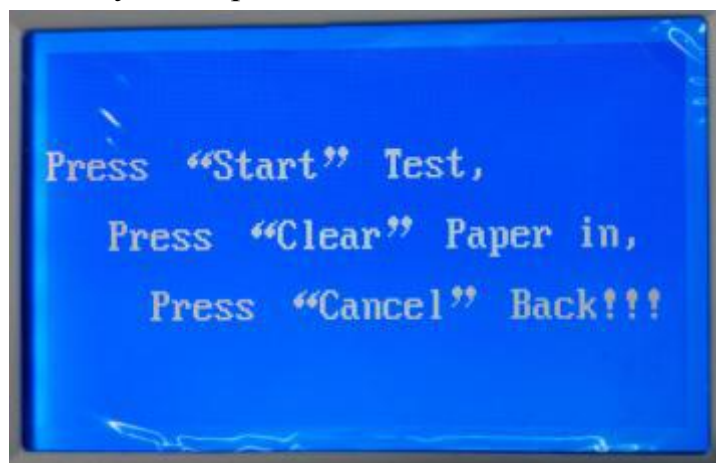 Press “Start” Test,
Press “Clear” Paper in,
Press “Cancel” Back!!!